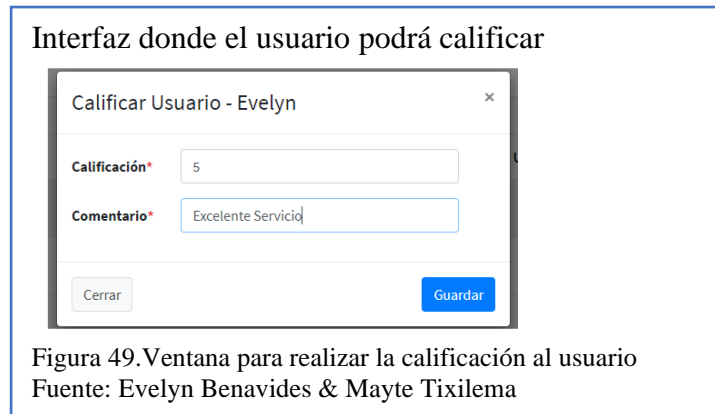 Interfaz donde el usuario podrá calificar
Calificar Usuario - Evelyn ×
Calificación* 5
Comentario* Excelente Servicio
Cerrar Guardar
Figura 49.Ventana para realizar la calificación al usuario
Fuente: Evelyn Benavides & Mayte Tixilema